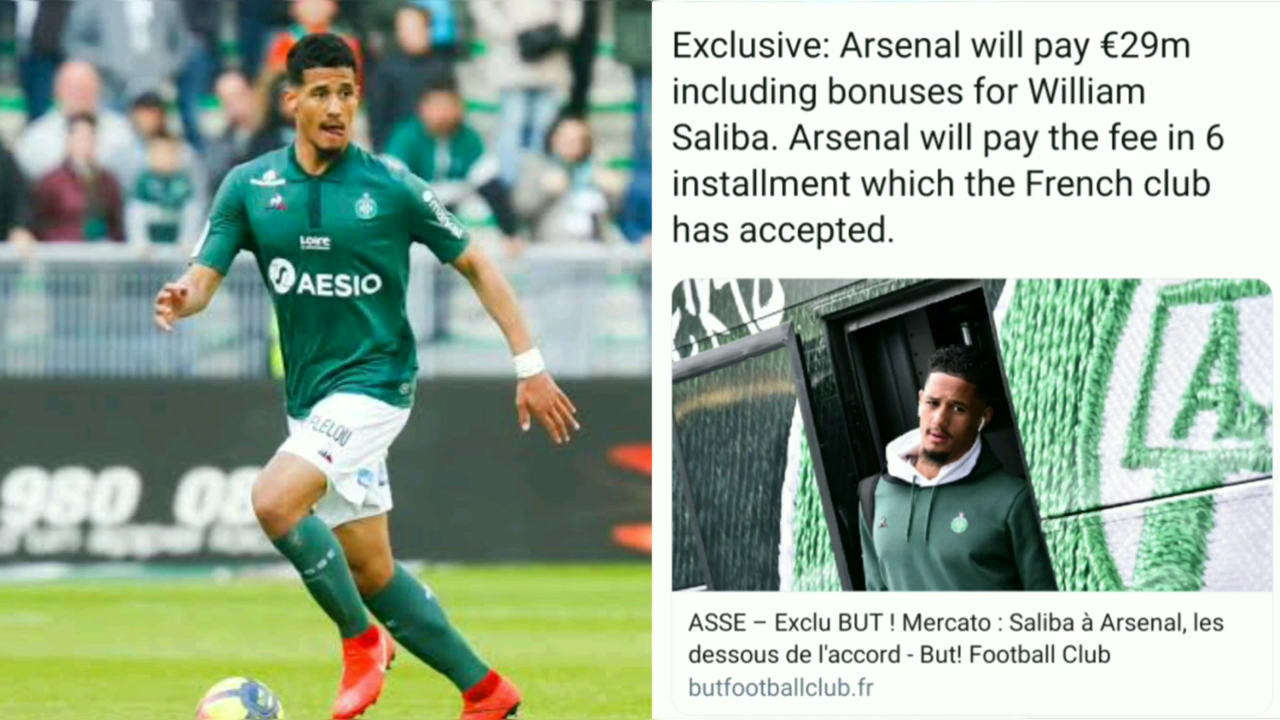 Loire
AESIO
980 08
Exclusive: Arsenal will pay €29m
including bonuses for William
Saliba. Arsenal will pay the fee in 6
installment which the French club
has accepted.
A
ASSE – Exclu BUT ! Mercato : Saliba à Arsenal, les
dessous de l'accord - But! Football Club
butfootballclub.fr